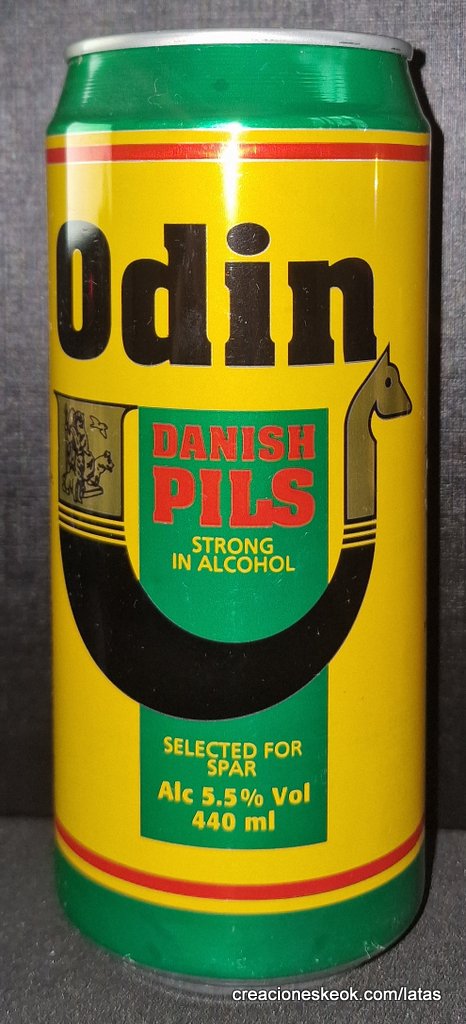 Odin
DANISH
PILS
STRONG
IN ALCOHOL
SELECTED FOR
SPAR
Alc 5.5% Vol
440 ml
creacioneskeok.com/latas